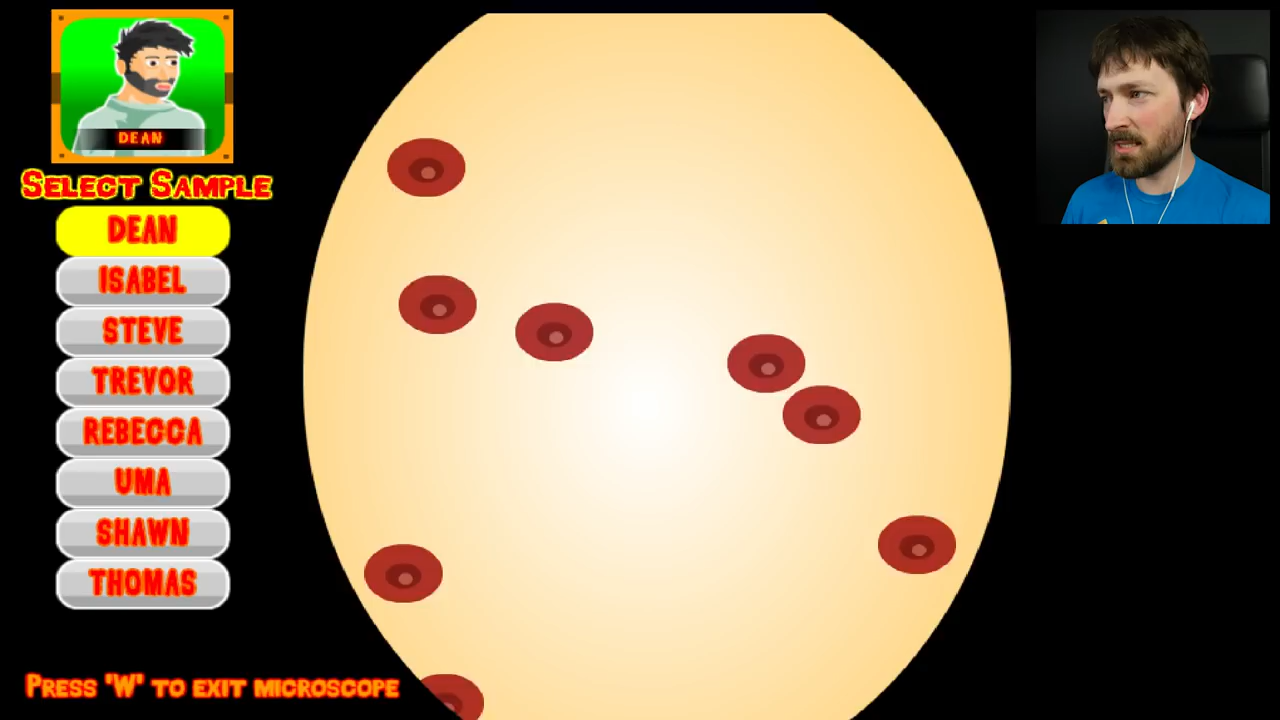 DEAN
SELECT SAMPLE
DEAN
ISABEL
STEVE
TREVOR
REBECCA
UMA
SHAWN
THOMAS
PRESS 'W' TO EXIT MICROSCOPE